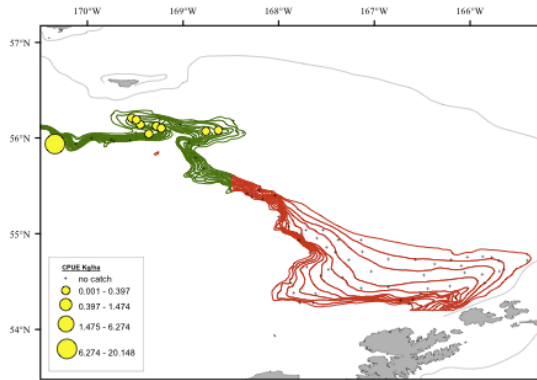 170°W 169°W 168°W 167°W 166°W
57°N
56°N
55°N
54°N
CPUE Kg/ha
no catch
0.001 - 0.397
0.397 - 1.474
1.475 - 6.274
6.274 - 20.148